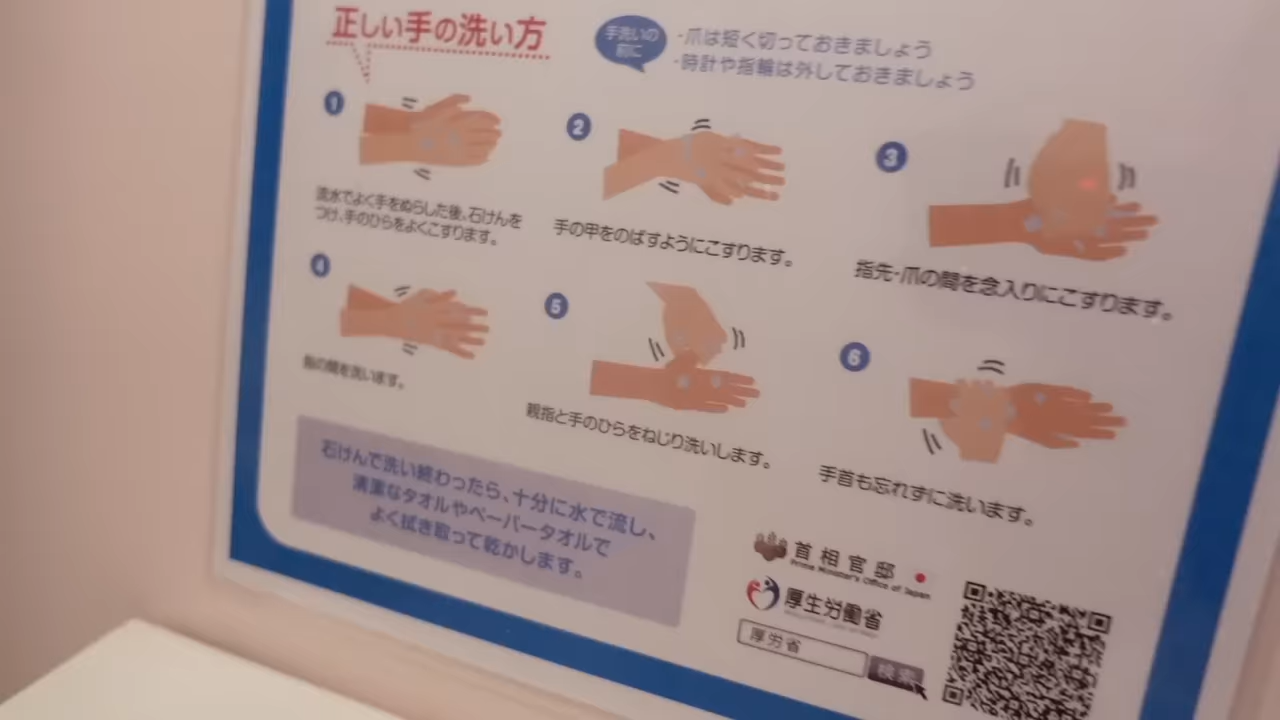 正しい手の洗い方
手洗いの
前に
・爪は短く切っておきましょう
・時計や指輪は外しておきましょう
1
流水でよく手をぬらした後、石けんを
つけ、手のひらをよくこすります。
2
手の甲をのばすようにこすります。
3
指先・爪の間を念入りにこすります。
4
指の間を洗います。
5
親指と手のひらをねじり洗いします。
6
手首も忘れずに洗います。
石けんで洗い終わったら、十分に水で流し、
清潔なタオルやペーパータオルで
よく拭き取って乾かします。
首相官邸
Prime Minister's Office of Japan
厚生労働省
厚労省
検索